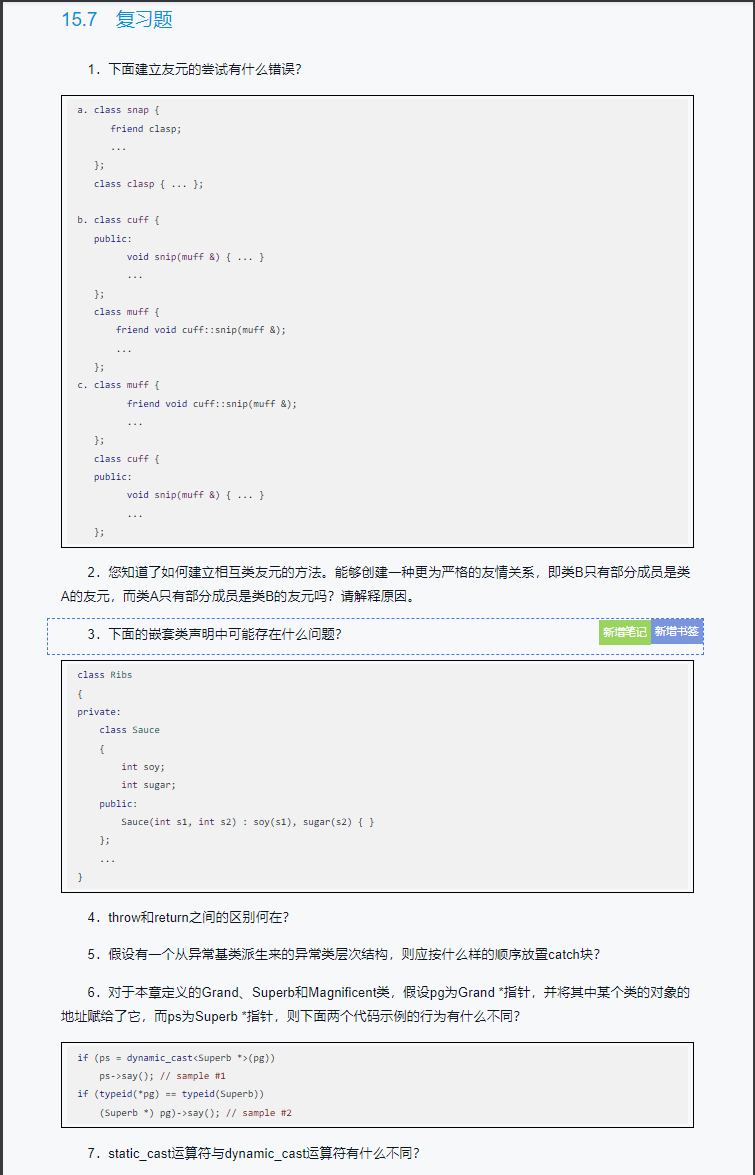 15.7 复习题
1．下面建立友元的尝试有什么错误？
a. class snap {
friend clasp;
...
};
class clasp { ... };
b. class cuff {
public:
void snip(muff &) { ... }
...
};
class muff {
friend void cuff::snip(muff &);
...
};
c. class muff {
friend void cuff::snip(muff &);
...
};
class cuff {
public:
void snip(muff &) { ... }
...
};
2．您知道了如何建立相互类友元的方法。能够创建一种更为严格的友情关系，即类B只有部分成员是类
A的友元，而类A只有部分成员是类B的友元吗？请解释原因。
3．下面的嵌套类声明中可能存在什么问题？
新增笔记 新增书签
class Ribs
{
private:
class Sauce
{
int soy;
int sugar;
public:
Sauce(int s1, int s2) : soy(s1), sugar(s2) { }
};
...
}
4．throw和return之间的区别何在？
5．假设有一个从异常基类派生来的异常类层次结构，则应按什么样的顺序放置catch块？
6．对于本章定义的Grand、Superb和Magnificent类，假设pg为Grand *指针，并将其中某个类的对象的
地址赋给了它，而ps为Superb *指针，则下面两个代码示例的行为有什么不同？
if (ps = dynamic_cast<Superb *>(pg))
ps->say(); // sample #1
if (typeid(*pg) == typeid(Superb))
(Superb *) pg)->say(); // sample #2
7．static_cast运算符与dynamic_cast运算符有什么不同？